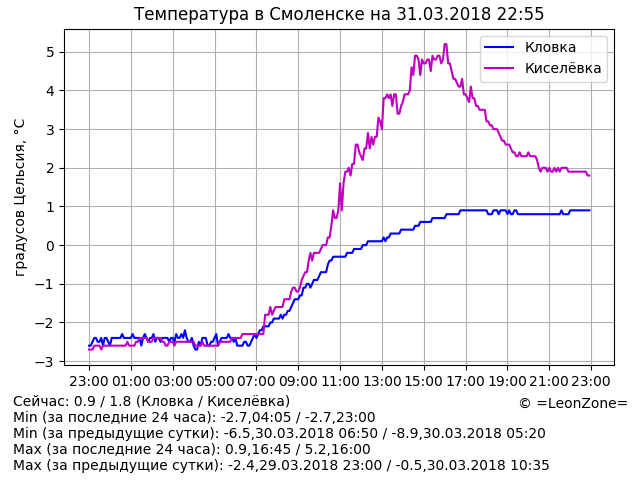 Температура в Смоленске на 31.03.2018 22:55
градусов Цельсия, °C
5
4
3
2
1
0
−1
−2
−3
Кловка
Киселёвка
23:00 01:00 03:00 05:00 07:00 09:00 11:00 13:00 15:00 17:00 19:00 21:00 23:00
Сейчас: 0.9 / 1.8 (Кловка / Киселёвка)
© =LeonZone=
Min (за последние 24 часа): -2.7,04:05 / -2.7,23:00
Min (за предыдущие сутки): -6.5,30.03.2018 06:50 / -8.9,30.03.2018 05:20
Max (за последние 24 часа): 0.9,16:45 / 5.2,16:00
Max (за предыдущие сутки): -2.4,29.03.2018 23:00 / -0.5,30.03.2018 10:35